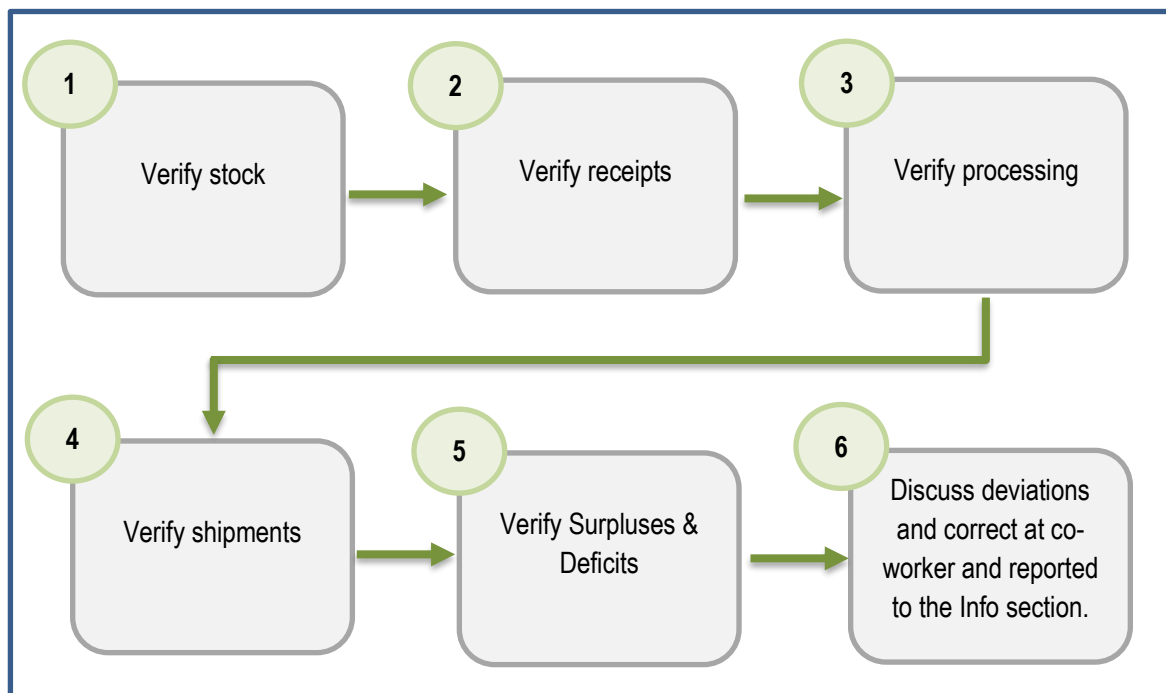 1
Verify stock
2
Verify receipts
3
Verify processing
4
Verify shipments
5
Verify Surpluses &
Deficits
6
Discuss deviations
and correct at co-
worker and reported
to the Info section.